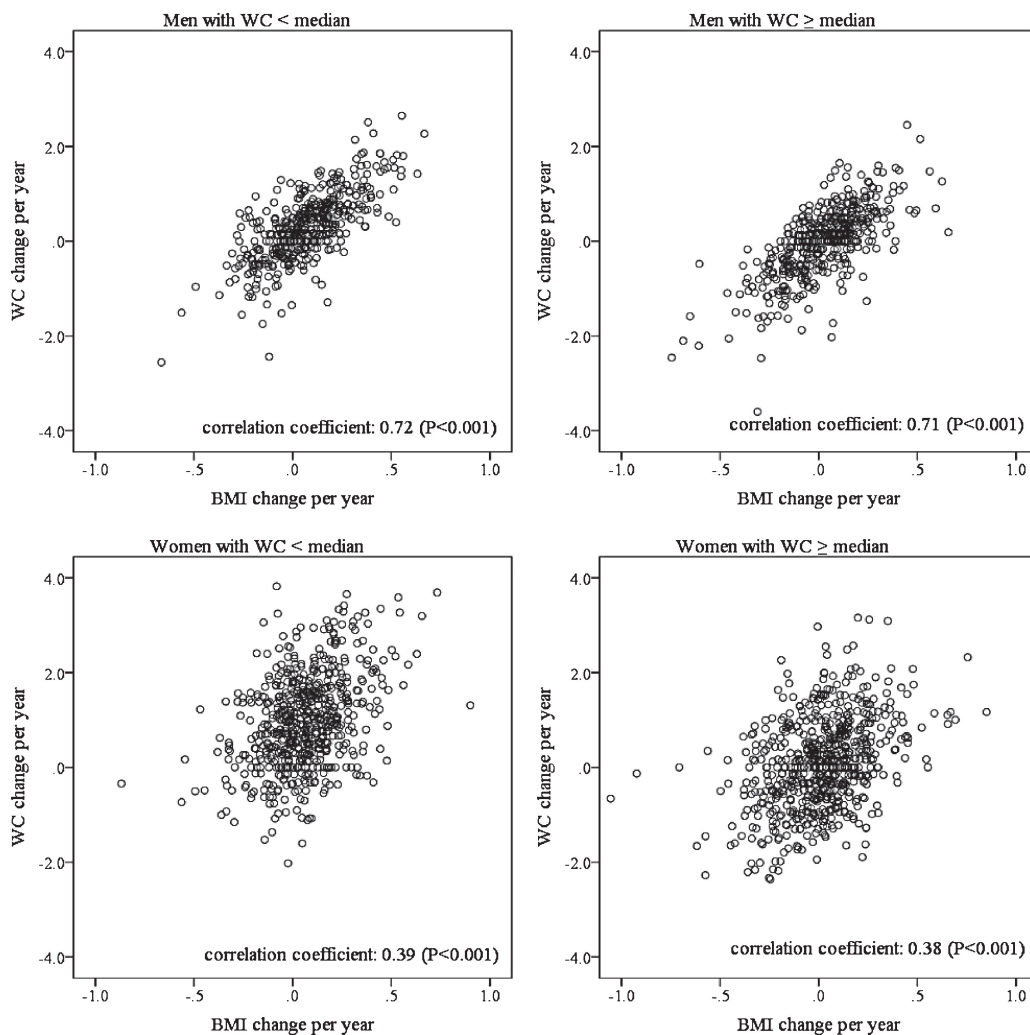 Men with WC < median
4.0
2.0
.0
-2.0
-4.0
WC change per year
correlation coefficient: 0.72 (P<0.001)
-1.0 -.5 .0 .5 1.0
BMI change per year
Men with WC ≥ median
4.0
2.0
.0
-2.0
-4.0
WC change per year
correlation coefficient: 0.71 (P<0.001)
-1.0 -.5 .0 .5 1.0
BMI change per year
Women with WC < median
4.0
2.0
.0
-2.0
-4.0
WC change per year
correlation coefficient: 0.39 (P<0.001)
-1.0 -.5 .0 .5 1.0
BMI change per year
Women with WC ≥ median
4.0
2.0
.0
-2.0
-4.0
WC change per year
correlation coefficient: 0.38 (P<0.001)
-1.0 -.5 .0 .5 1.0
BMI change per year